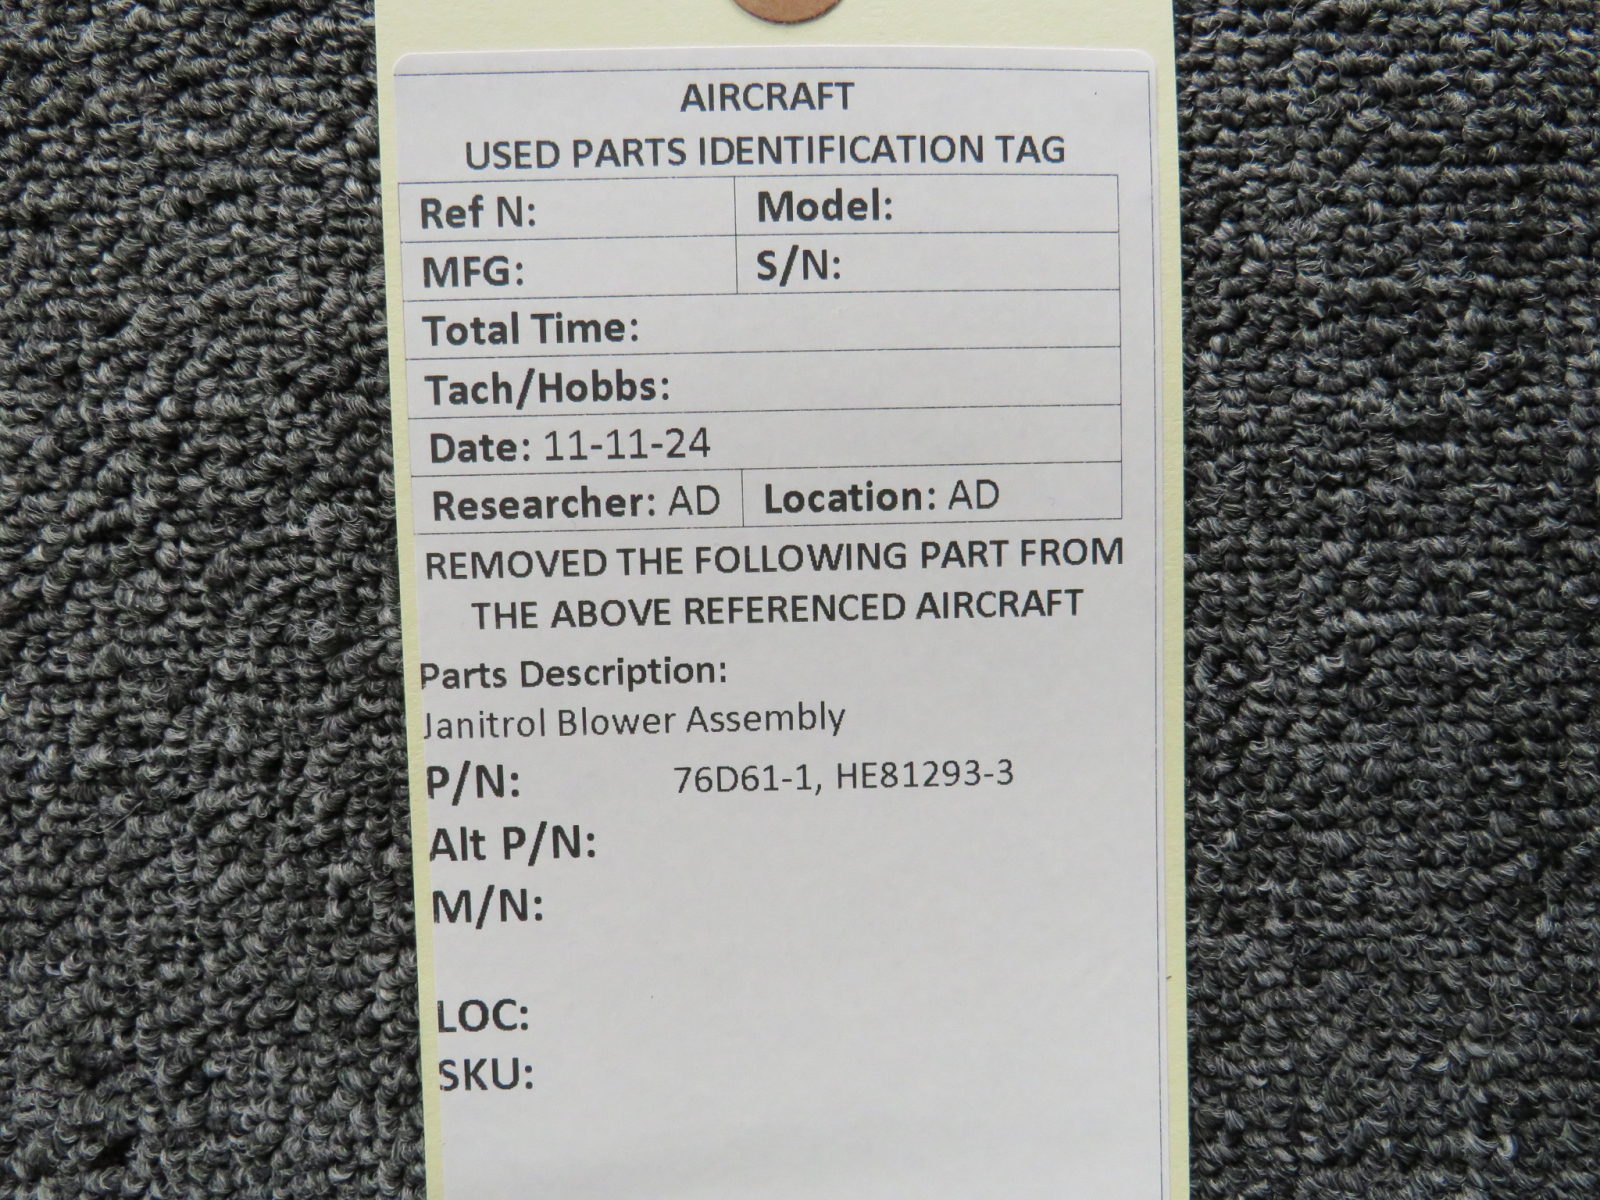 AIRCRAFT
USED PARTS IDENTIFICATION TAG
Ref N: Model:
MFG: S/N:
Total Time:
Tach/Hobbs:
Date: 11-11-24
Researcher: AD Location: AD
REMOVED THE FOLLOWING PART FROM
THE ABOVE REFERENCED AIRCRAFT
Parts Description:
Janitrol Blower Assembly
P/N: 76D61-1, HE81293-3
Alt P/N:
M/N:
LOC:
SKU: